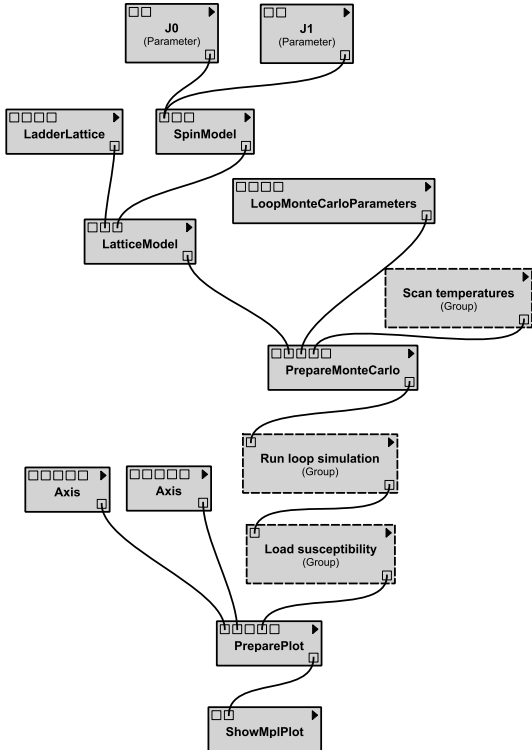 J0
(Parameter)
J1
(Parameter)
LadderLattice
SpinModel
LoopMonteCarloParameters
LatticeModel
Scan temperatures
(Group)
PrepareMonteCarlo
Run loop simulation
(Group)
Axis
Axis
Load susceptibility
(Group)
PreparePlot
ShowMplPlot